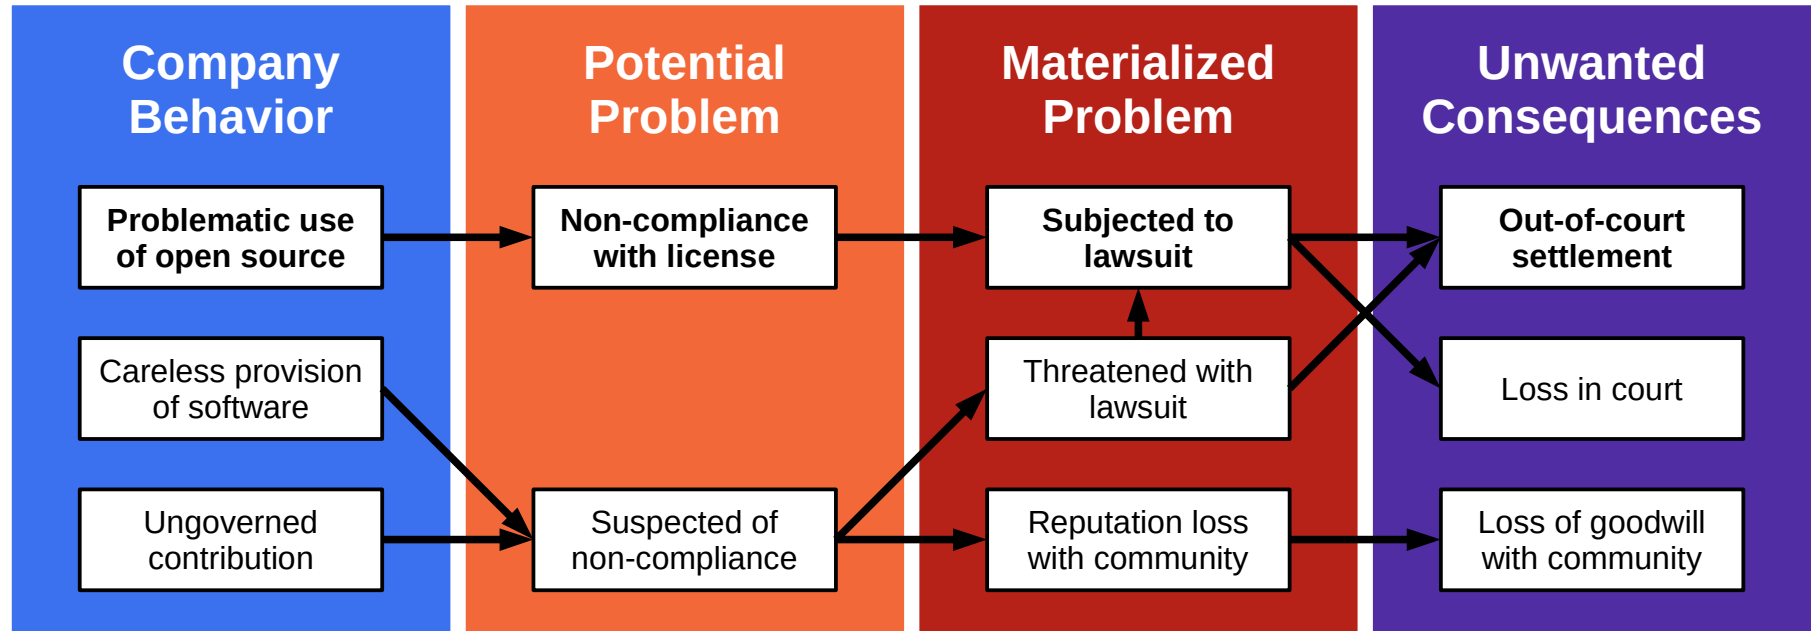 Company
Behavior
Problematic use
of open source
Careless provision
of software
Ungoverned
contribution
Potential
Problem
Non-compliance
with license
Suspected of
non-compliance
Materialized
Problem
Subjected to
lawsuit
Threatened with
lawsuit
Reputation loss
with community
Unwanted
Consequences
Out-of-court
settlement
Loss in court
Loss of goodwill
with community